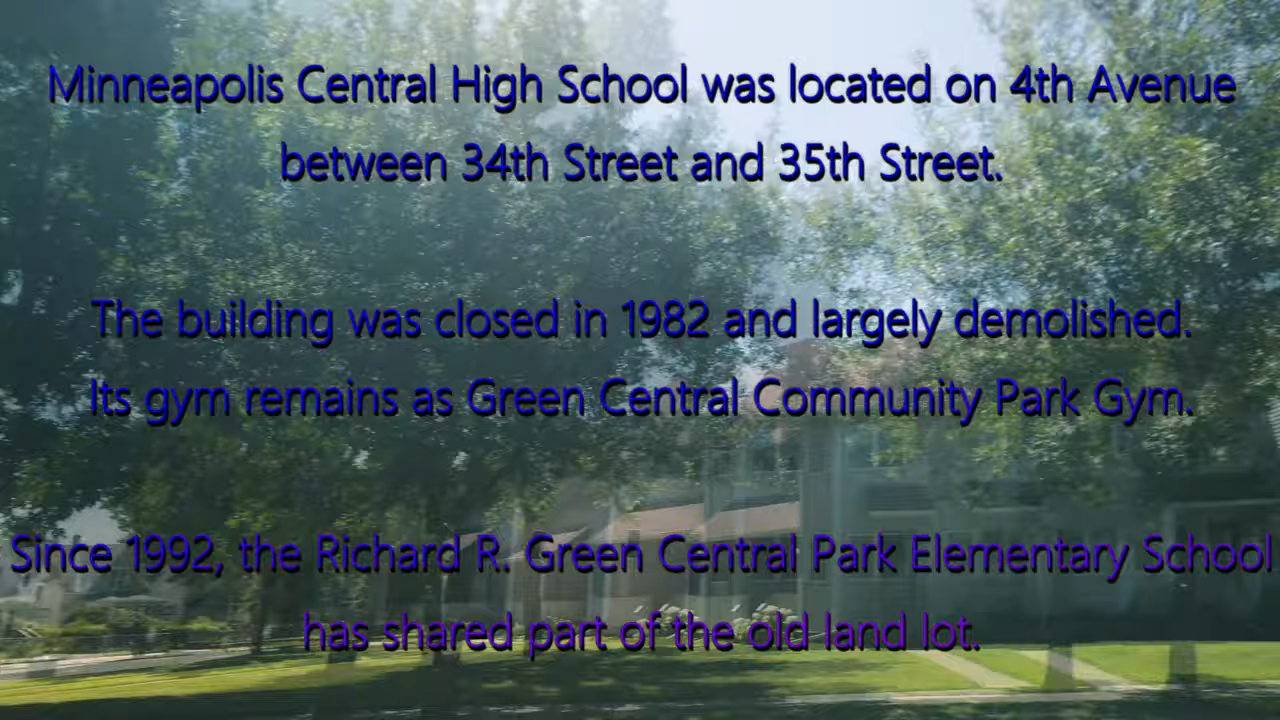 Minneapolis Central High School was located on 4th Avenue
between 34th Street and 35th Street.
The building was closed in 1982 and largely demolished.
Its gym remains as Green Central Community Park Gym.
Since 1992, the Richard R. Green Central Park Elementary School
has shared part of the old land lot.